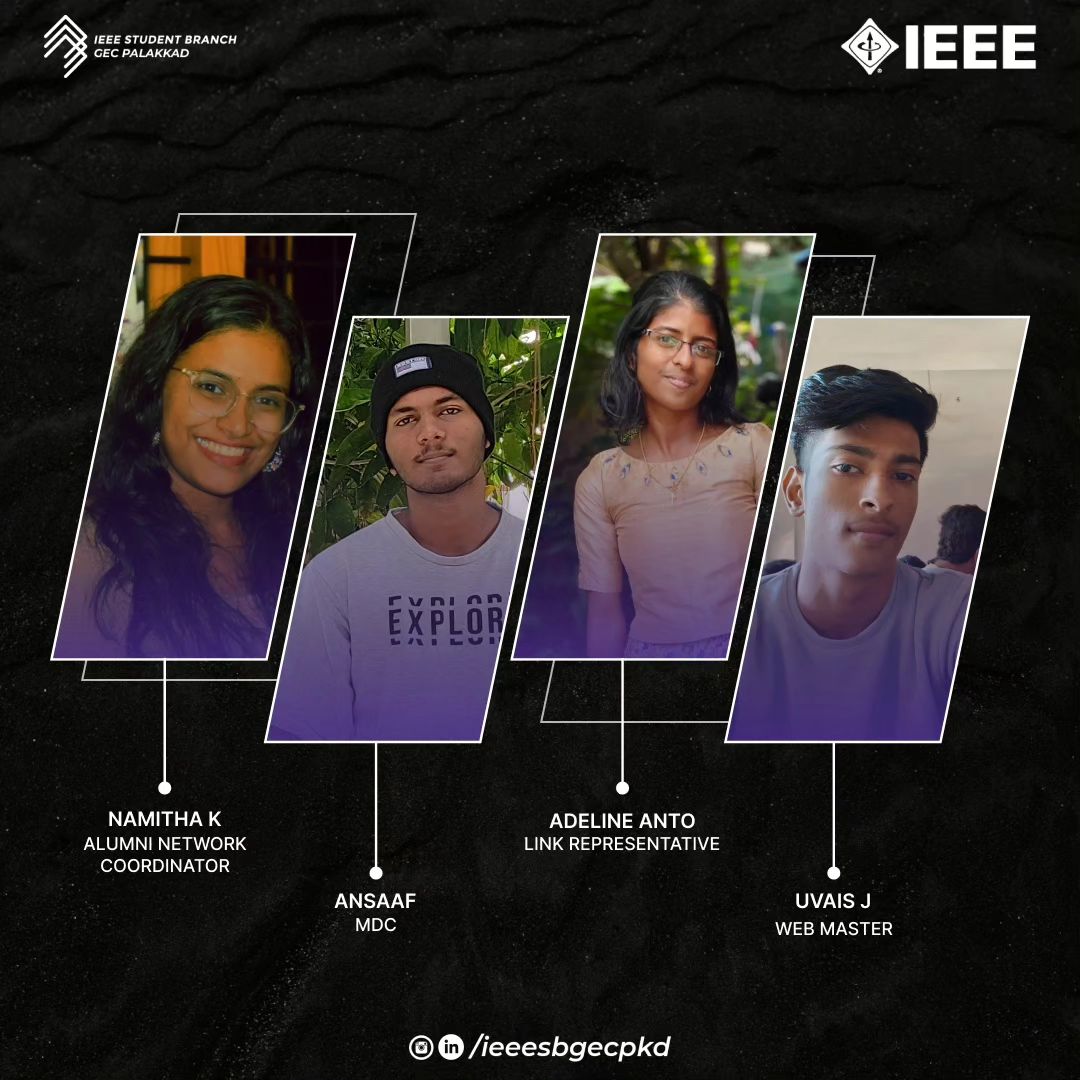 IEEE STUDENT BRANCH
GEC PALAKKAD
IEEE
EXPLOR
NAMITHA K
ALUMNI NETWORK
COORDINATOR
ANSAAF
MDC
ADELINE ANTO
LINK REPRESENTATIVE
UVAIS J
WEB MASTER
in /ieeesbgecpkd